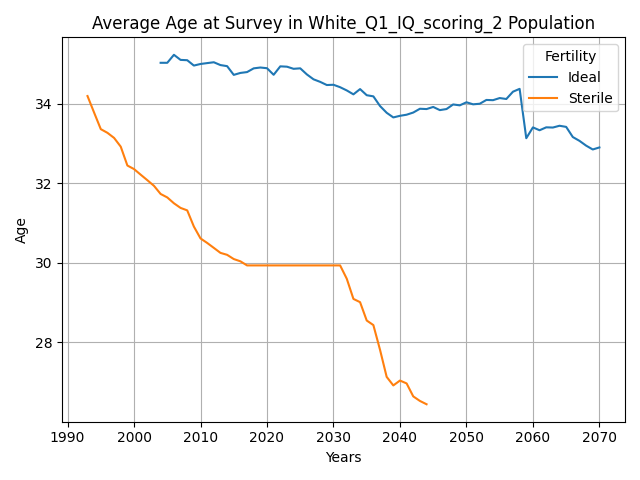 Average Age at Survey in White_Q1_IQ_scoring_2 Population
Fertility
Ideal
Sterile
Age
34
32
30
28
1990
2000
2010
2020
2030
2040
2050
2060
2070
Years